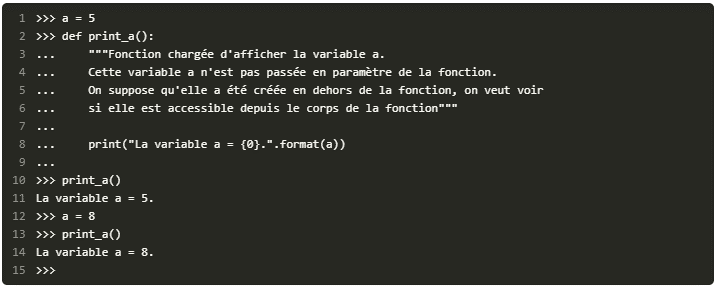 1 >>> a = 5
2 >>> def print_a():
3 ...     """Fonction chargée d'afficher la variable a.
4 ...     Cette variable a n'est pas passée en paramètre de la fonction.
5 ...     On suppose qu'elle a été créée en dehors de la fonction, on veut voir
6 ...     si elle est accessible depuis le corps de la fonction"""
7 ...
8 ...     print("La variable a = {0}.".format(a))
9 ...
10 >>> print_a()
11 La variable a = 5.
12 >>> a = 8
13 >>> print_a()
14 La variable a = 8.
15 >>>